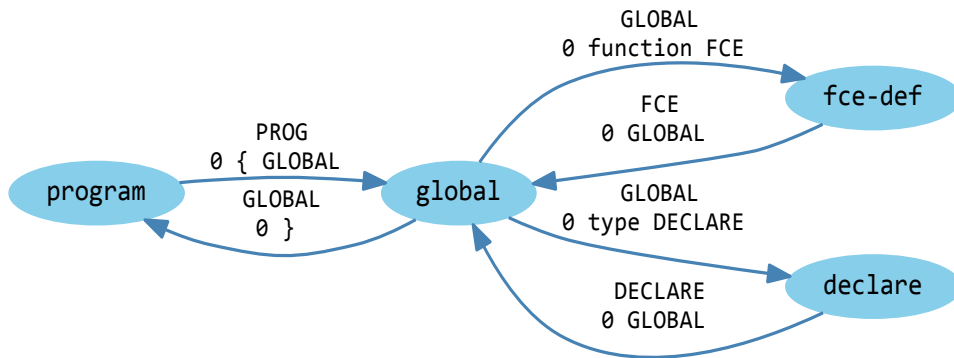 GLOBAL
0 function FCE
fce-def
FCE
0 GLOBAL
PROG
0 { GLOBAL
program
global
GLOBAL
0 }
GLOBAL
0 type DECLARE
declare
DECLARE
0 GLOBAL